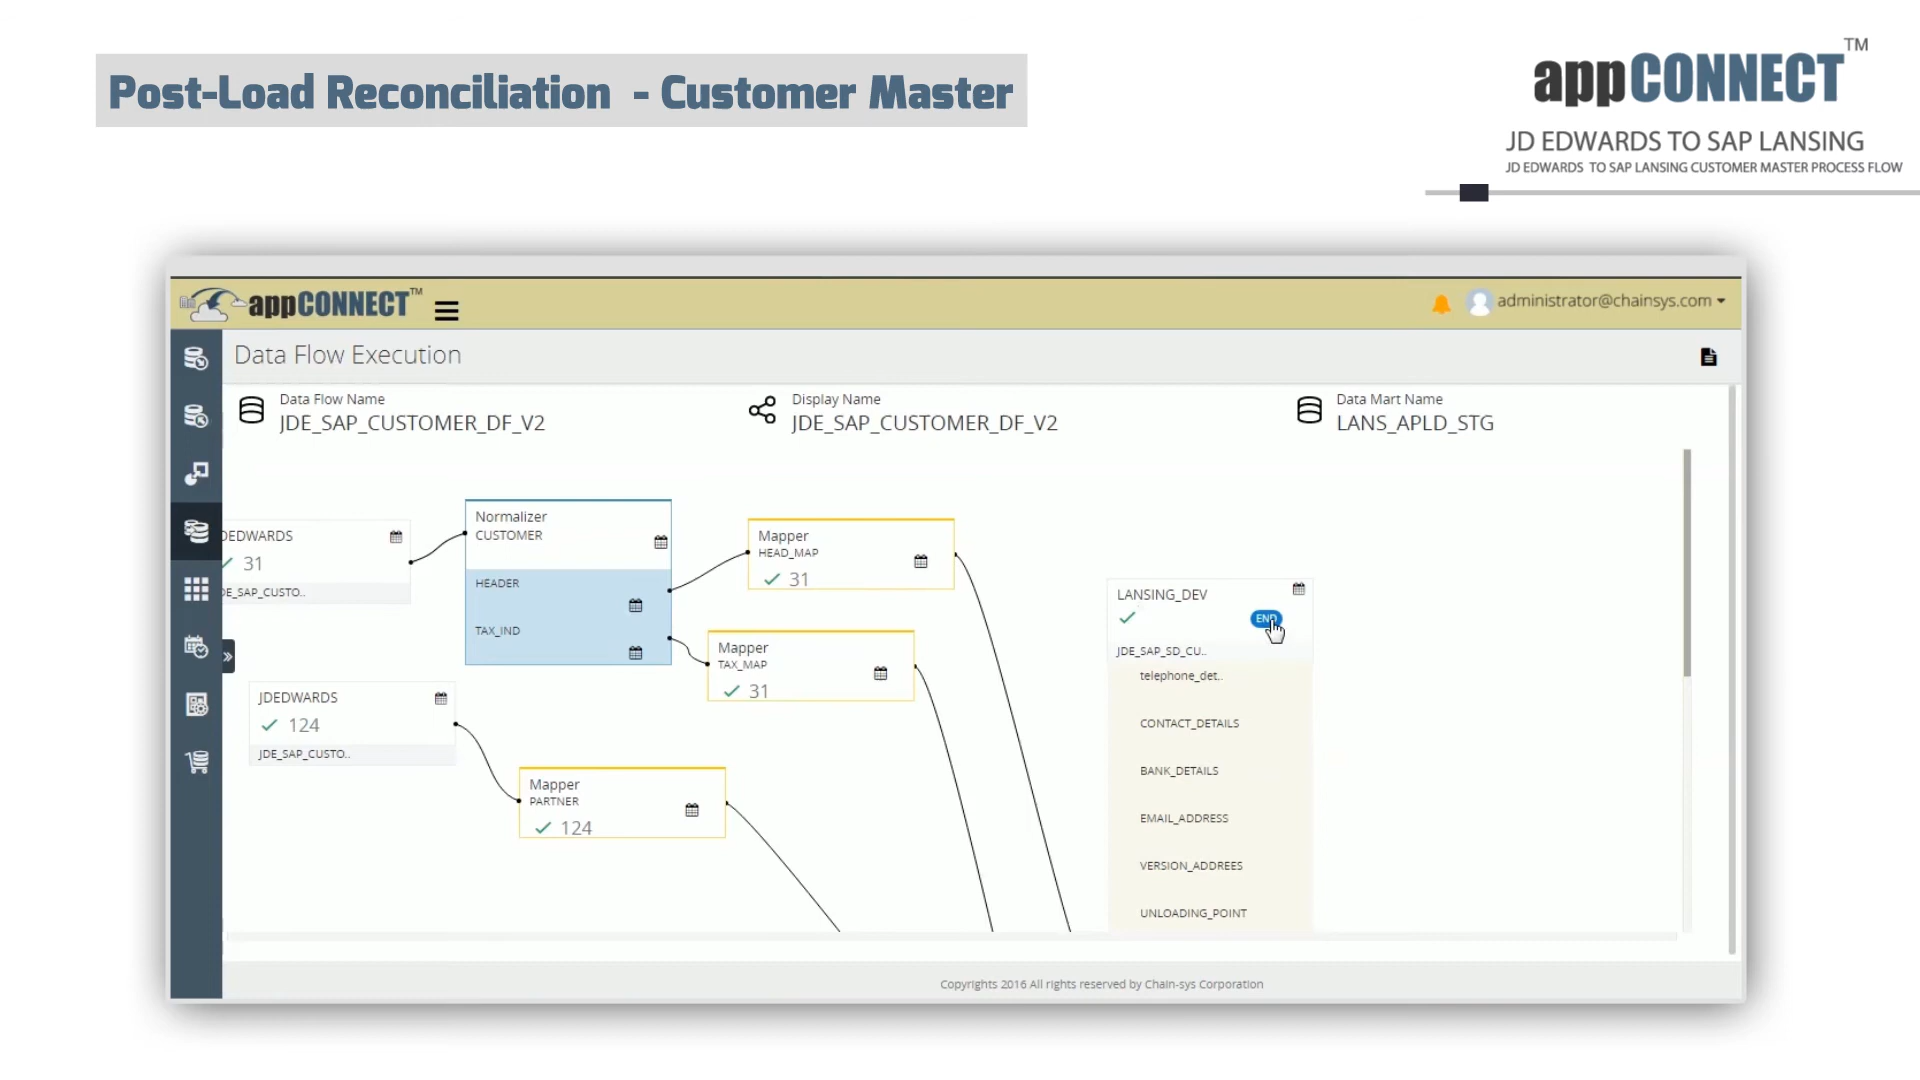 Post-Load Reconciliation - Customer Master
appCONNECT™
JD EDWARDS TO SAP LANSING
JD EDWARDS TO SAP LANSING CUSTOMER MASTER PROCESS FLOW
appCONNECT™
administrator@chainsys.com
Data Flow Execution
Data Flow Name
JDE_SAP_CUSTOMER_DF_V2
Display Name
JDE_SAP_CUSTOMER_DF_V2
Data Mart Name
LANS_APLD_STG
DEDWARDS
31
DE_SAP_CUSTO..
Normalizer
CUSTOMER
HEADER
TAX_IND
Mapper
HEAD_MAP
31
Mapper
TAX_MAP
31
JDEDWARDS
124
JDE_SAP_CUSTO..
Mapper
PARTNER
124
LANSING_DEV
END
JDE_SAP_SD_CU..
telephone_det..
CONTACT_DETAILS
BANK_DETAILS
EMAIL_ADDRESS
VERSION_ADDREES
UNLOADING_POINT
Copyrights 2016 All rights reserved by Chain-sys Corporation